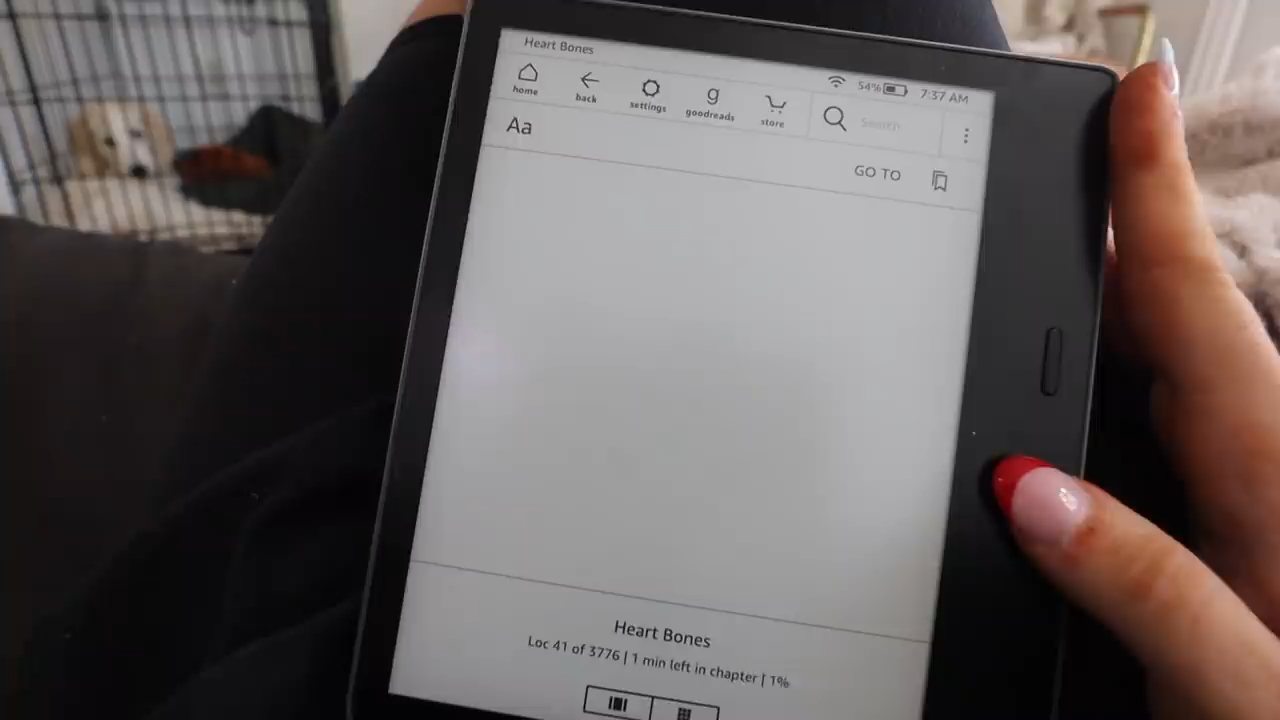 Heart Bones
54% 7:37 AM
home back settings goodreads store Search
Aa
GO TO
Heart Bones
Loc 41 of 3776 | 1 min left in chapter | 1%